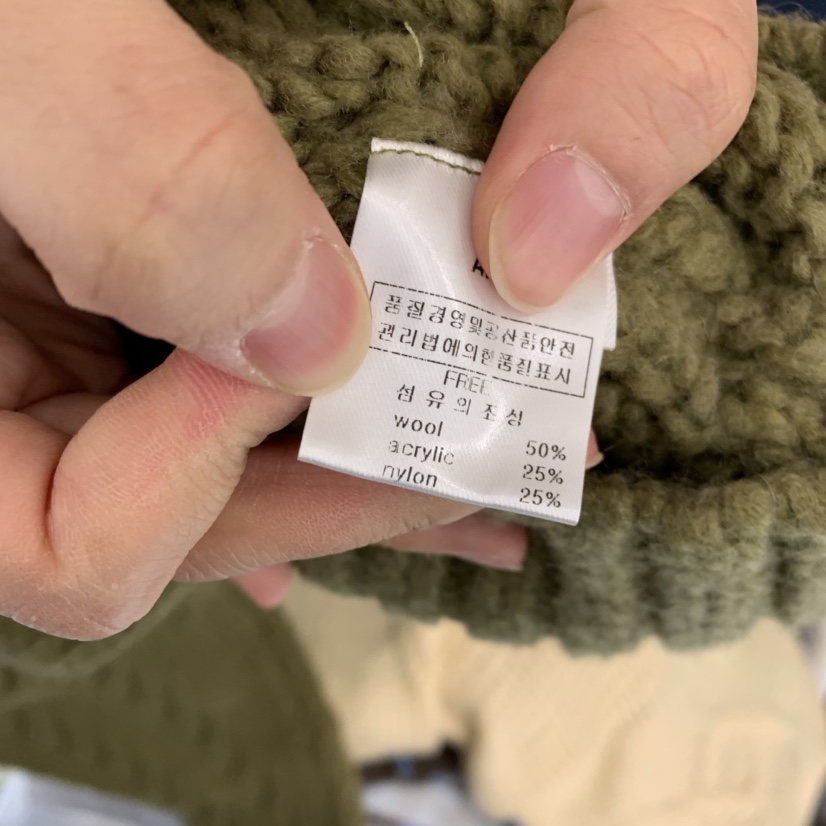 품질경영및공산품안전
관리법에의한품질표시
FREE
섬유의조성
wool 50%
acrylic 25%
nylon 25%